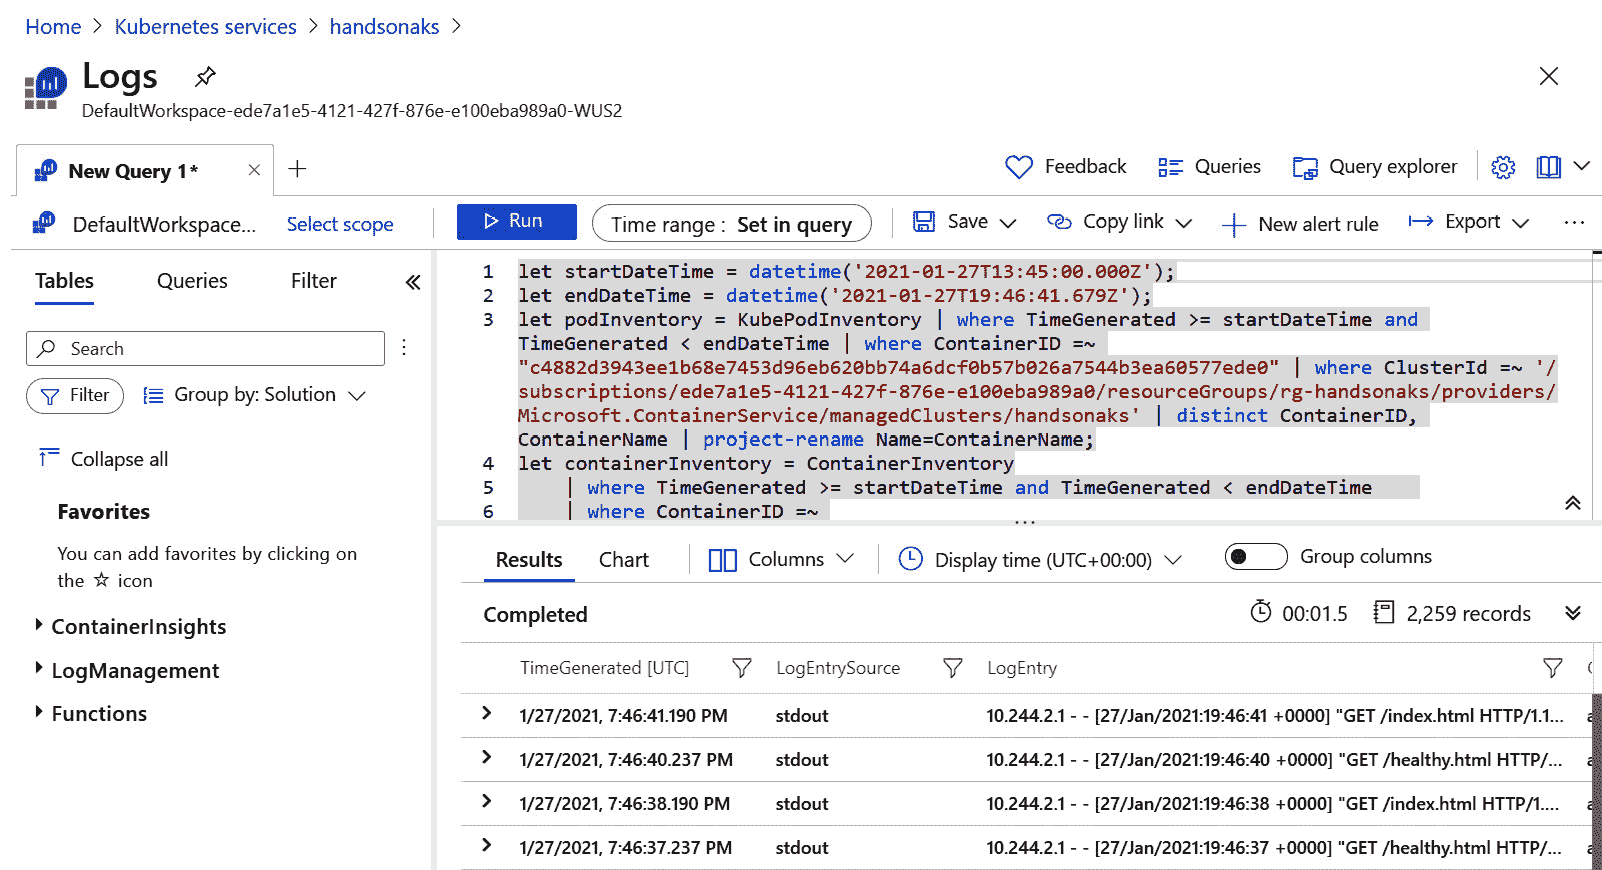 Home > Kubernetes services > handsonaks >
Logs
DefaultWorkspace-ede7a1e5-4121-427f-876e-e100eba989a0-WUS2
New Query 1*
Feedback Queries Query explorer
DefaultWorkspace... Select scope Run Time range : Set in query Save Copy link New alert rule Export ...
Tables Queries Filter
Search
Filter Group by: Solution
Collapse all
Favorites
You can add favorites by clicking on
the ☆ icon
ContainerInsights
LogManagement
Functions
1 let startDateTime = datetime('2021-01-27T13:45:00.000Z');
2 let endDateTime = datetime('2021-01-27T19:46:41.679Z');
3 let podInventory = KubePodInventory | where TimeGenerated >= startDateTime and
TimeGenerated < endDateTime | where ContainerID =~
"c4882d3943ee1b68e7453d96eb620bb74a6dcf0b57b026a7544b3ea60577ede0" | where ClusterId =~ '/
subscriptions/ede7a1e5-4121-427f-876e-e100eba989a0/resourceGroups/rg-handsonaks/providers/
Microsoft.ContainerService/managedClusters/handsonaks' | distinct ContainerID,
ContainerName | project-rename Name=ContainerName;
4 let containerInventory = ContainerInventory
5 | where TimeGenerated >= startDateTime and TimeGenerated < endDateTime
6 | where ContainerID =~
Results Chart Columns Display time (UTC+00:00) Group columns
Completed 00:01.5 2,259 records
TimeGenerated [UTC] LogEntrySource LogEntry
1/27/2021, 7:46:41.190 PM stdout 10.244.2.1 - - [27/Jan/2021:19:46:41 +0000] "GET /index.html HTTP/1.1...
1/27/2021, 7:46:40.237 PM stdout 10.244.2.1 - - [27/Jan/2021:19:46:40 +0000] "GET /healthy.html HTTP/...
1/27/2021, 7:46:38.190 PM stdout 10.244.2.1 - - [27/Jan/2021:19:46:38 +0000] "GET /index.html HTTP/1....
1/27/2021, 7:46:37.237 PM stdout 10.244.2.1 - - [27/Jan/2021:19:46:37 +0000] "GET /healthy.html HTTP/...